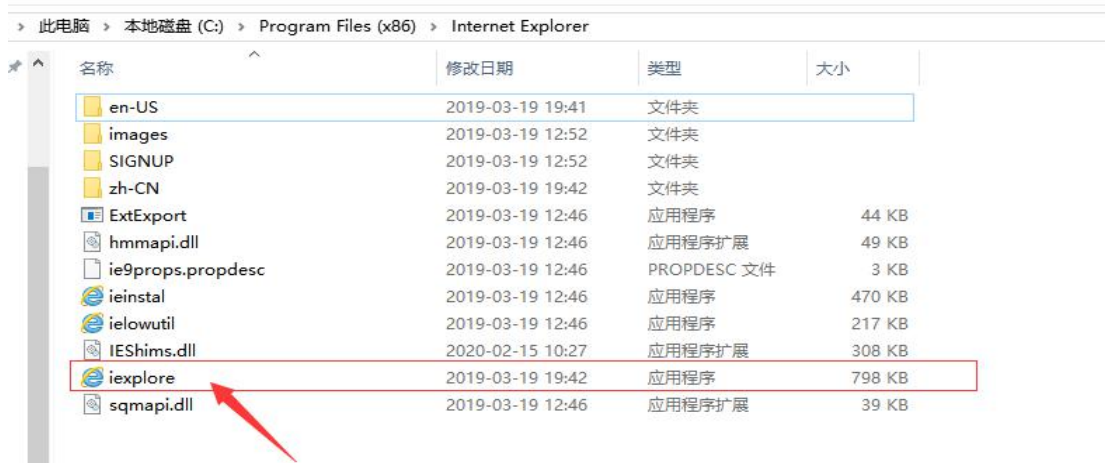 > 此电脑 > 本地磁盘 (C:) > Program Files (x86) > Internet Explorer
名称 修改日期 类型 大小
en-US 2019-03-19 19:41 文件夹
images 2019-03-19 12:52 文件夹
SIGNUP 2019-03-19 12:52 文件夹
zh-CN 2019-03-19 19:42 文件夹
ExtExport 2019-03-19 12:46 应用程序 44 KB
hmmapi.dll 2019-03-19 12:46 应用程序扩展 49 KB
ie9props.propdesc 2019-03-19 12:46 PROPDESC 文件 3 KB
ieinstal 2019-03-19 12:46 应用程序 470 KB
ielowutil 2019-03-19 12:46 应用程序 217 KB
IEShims.dll 2020-02-15 10:27 应用程序扩展 308 KB
iexplore 2019-03-19 19:42 应用程序 798 KB
sqmapi.dll 2019-03-19 12:46 应用程序扩展 39 KB